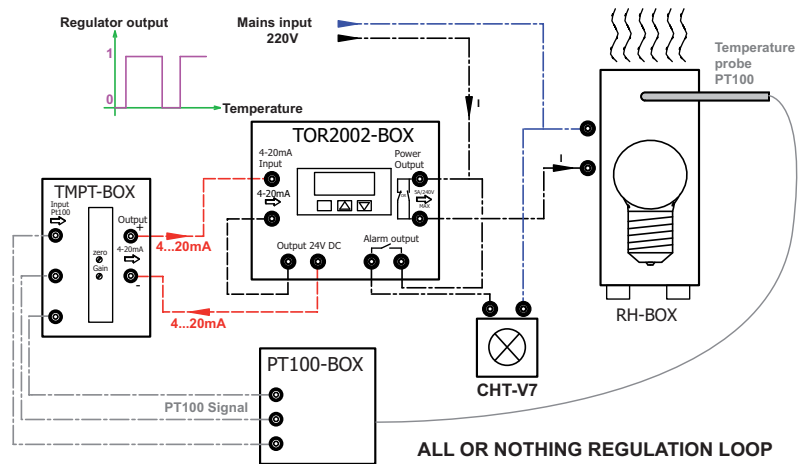 Regulator output
1
0
Temperature
Mains input
220V
I
Temperature
probe
PT100
TOR2002-BOX
4-20mA
Input
4-20mA
Power
Output
5A/240V
MAX
Output 24V DC
Alarm output
I
RH-BOX
TMPT-BOX
Input
Pt100
Output
+
zero
4-20mA
Gain
-
4...20mA
4...20mA
CHT-V7
PT100-BOX
PT100 Signal
ALL OR NOTHING REGULATION LOOP